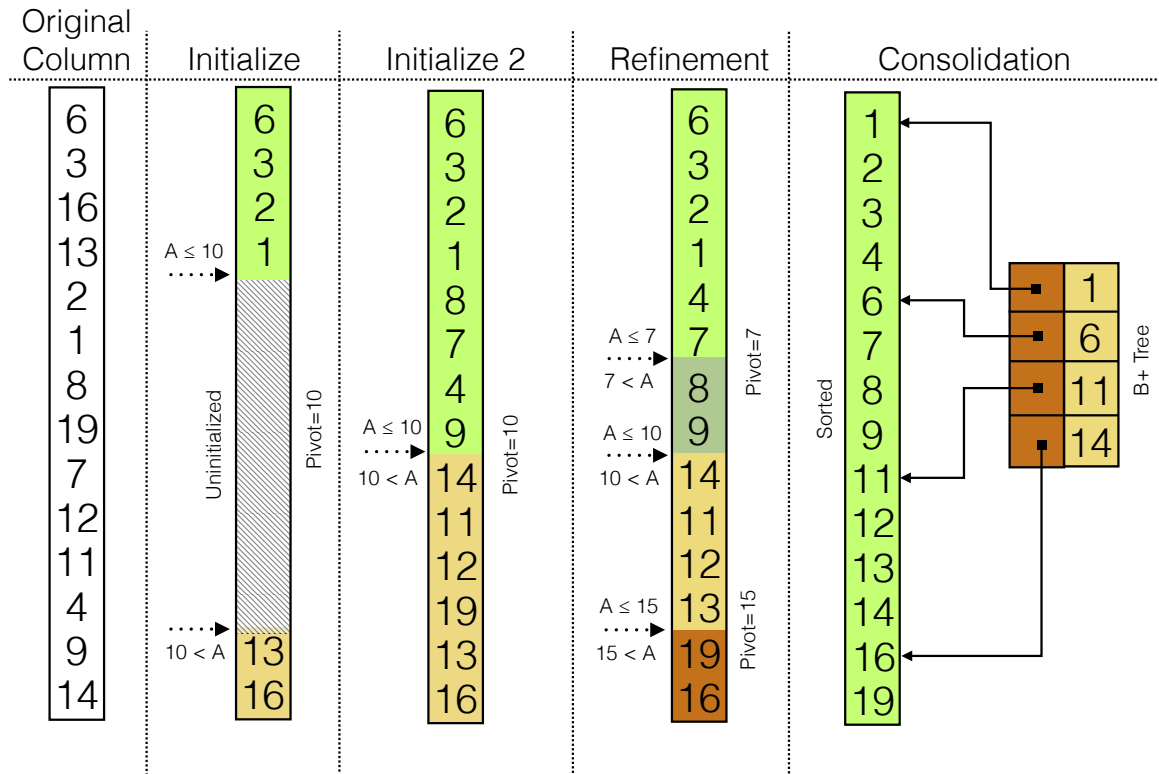 Original
Column
Initialize
Initialize 2
Refinement
Consolidation
6
3
16
13
2
1
8
19
7
12
11
4
9
14
6
3
2
1
13
16
A ≤ 10
10 < A
Uninitialized
Pivot=10
6
3
2
1
8
7
4
9
14
11
12
19
13
16
A ≤ 10
10 < A
Pivot=10
6
3
2
1
4
7
8
9
14
11
12
13
19
16
A ≤ 7
7 < A
A ≤ 10
10 < A
A ≤ 15
15 < A
Pivot=7
Pivot=15
Sorted
1
2
3
4
6
7
8
9
11
12
13
14
16
19
1
6
11
14
B+ Tree